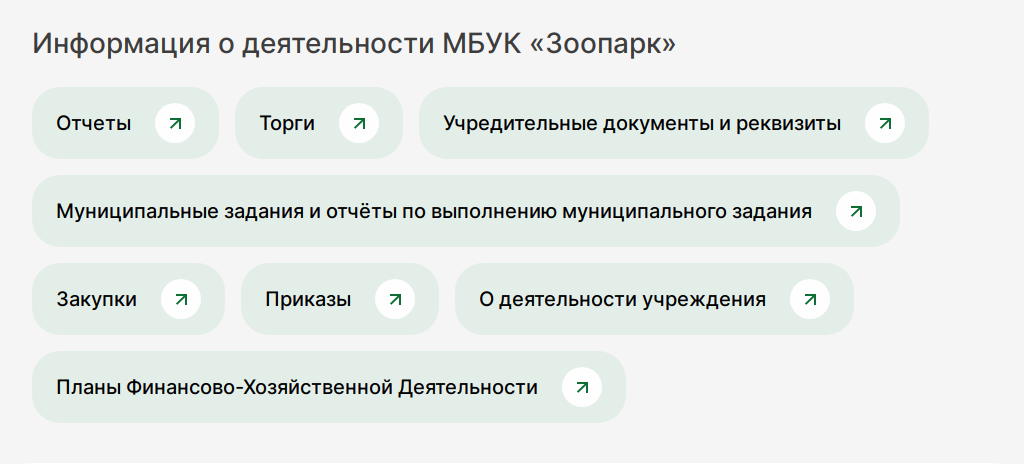 Информация о деятельности МБУК «Зоопарк»
Отчеты Торги Учредительные документы и реквизиты
Муниципальные задания и отчёты по выполнению муниципального задания
Закупки Приказы О деятельности учреждения
Планы Финансово-Хозяйственной Деятельности